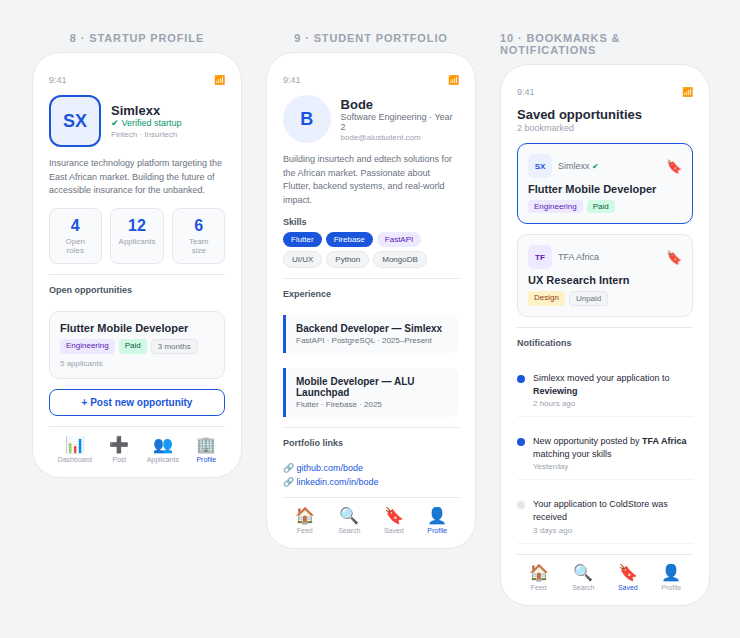 8 · STARTUP PROFILE
9:41
SX
Simlexx
✔ Verified startup
Fintech · Insurtech
Insurance technology platform targeting the
East African market. Building the future of
accessible insurance for the unbanked.
4
Open
roles
12
Applicants
6
Team
size
Open opportunities
Flutter Mobile Developer
Engineering Paid 3 months
5 applicants
+ Post new opportunity
Dashboard Post Applicants Profile
9 · STUDENT PORTFOLIO
9:41
B
Bode
Software Engineering · Year
2
bode@alustudent.com
Building insurtech and edtech solutions for
the African market. Passionate about
Flutter, backend systems, and real-world
impact.
Skills
Flutter Firebase FastAPI
UI/UX Python MongoDB
Experience
Backend Developer — Simlexx
FastAPI · PostgreSQL · 2025–Present
Mobile Developer — ALU
Launchpad
Flutter · Firebase · 2025
Portfolio links
github.com/bode
linkedin.com/in/bode
Feed Search Saved Profile
10 · BOOKMARKS &
NOTIFICATIONS
9:41
Saved opportunities
2 bookmarked
SX Simlexx ✔
Flutter Mobile Developer
Engineering Paid
TF TFA Africa
UX Research Intern
Design Unpaid
Notifications
Simlexx moved your application to
Reviewing
2 hours ago
New opportunity posted by TFA Africa
matching your skills
Yesterday
Your application to ColdStore was
received
3 days ago
Feed Search Saved Profile